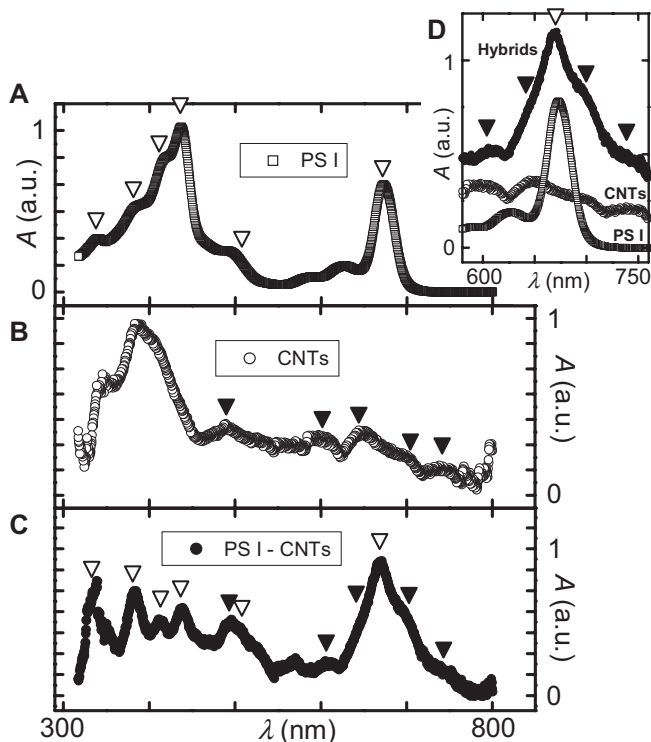 A
A (a.u.)
1
0
PS I
D
Hybrids
CNTs
PS I
A (a.u.)
1
0
600
750
λ (nm)
B
CNTs
A (a.u.)
1
0
C
PS I - CNTs
A (a.u.)
1
0
300
λ (nm)
800